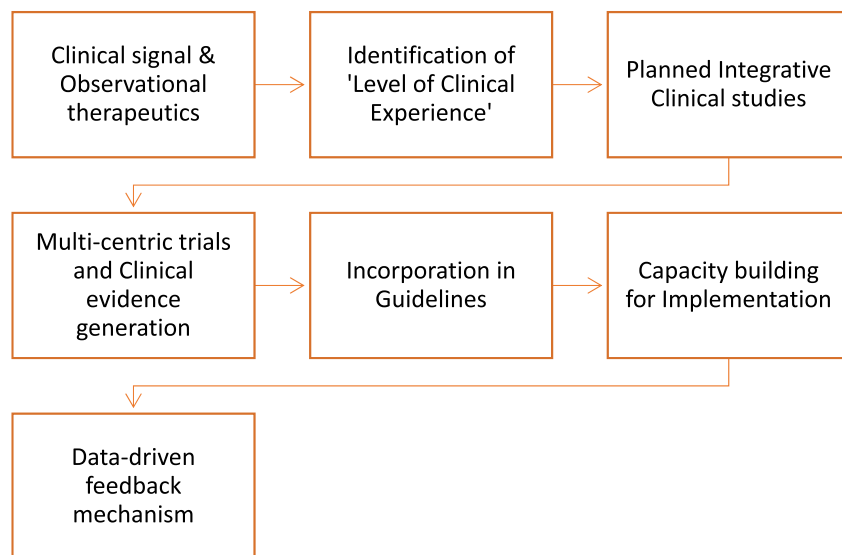 Clinical signal &
Observational
therapeutics
Identification of
'Level of Clinical
Experience'
Planned Integrative
Clinical studies
Multi-centric trials
and Clinical
evidence
generation
Incorporation in
Guidelines
Capacity building
for Implementation
Data-driven
feedback
mechanism